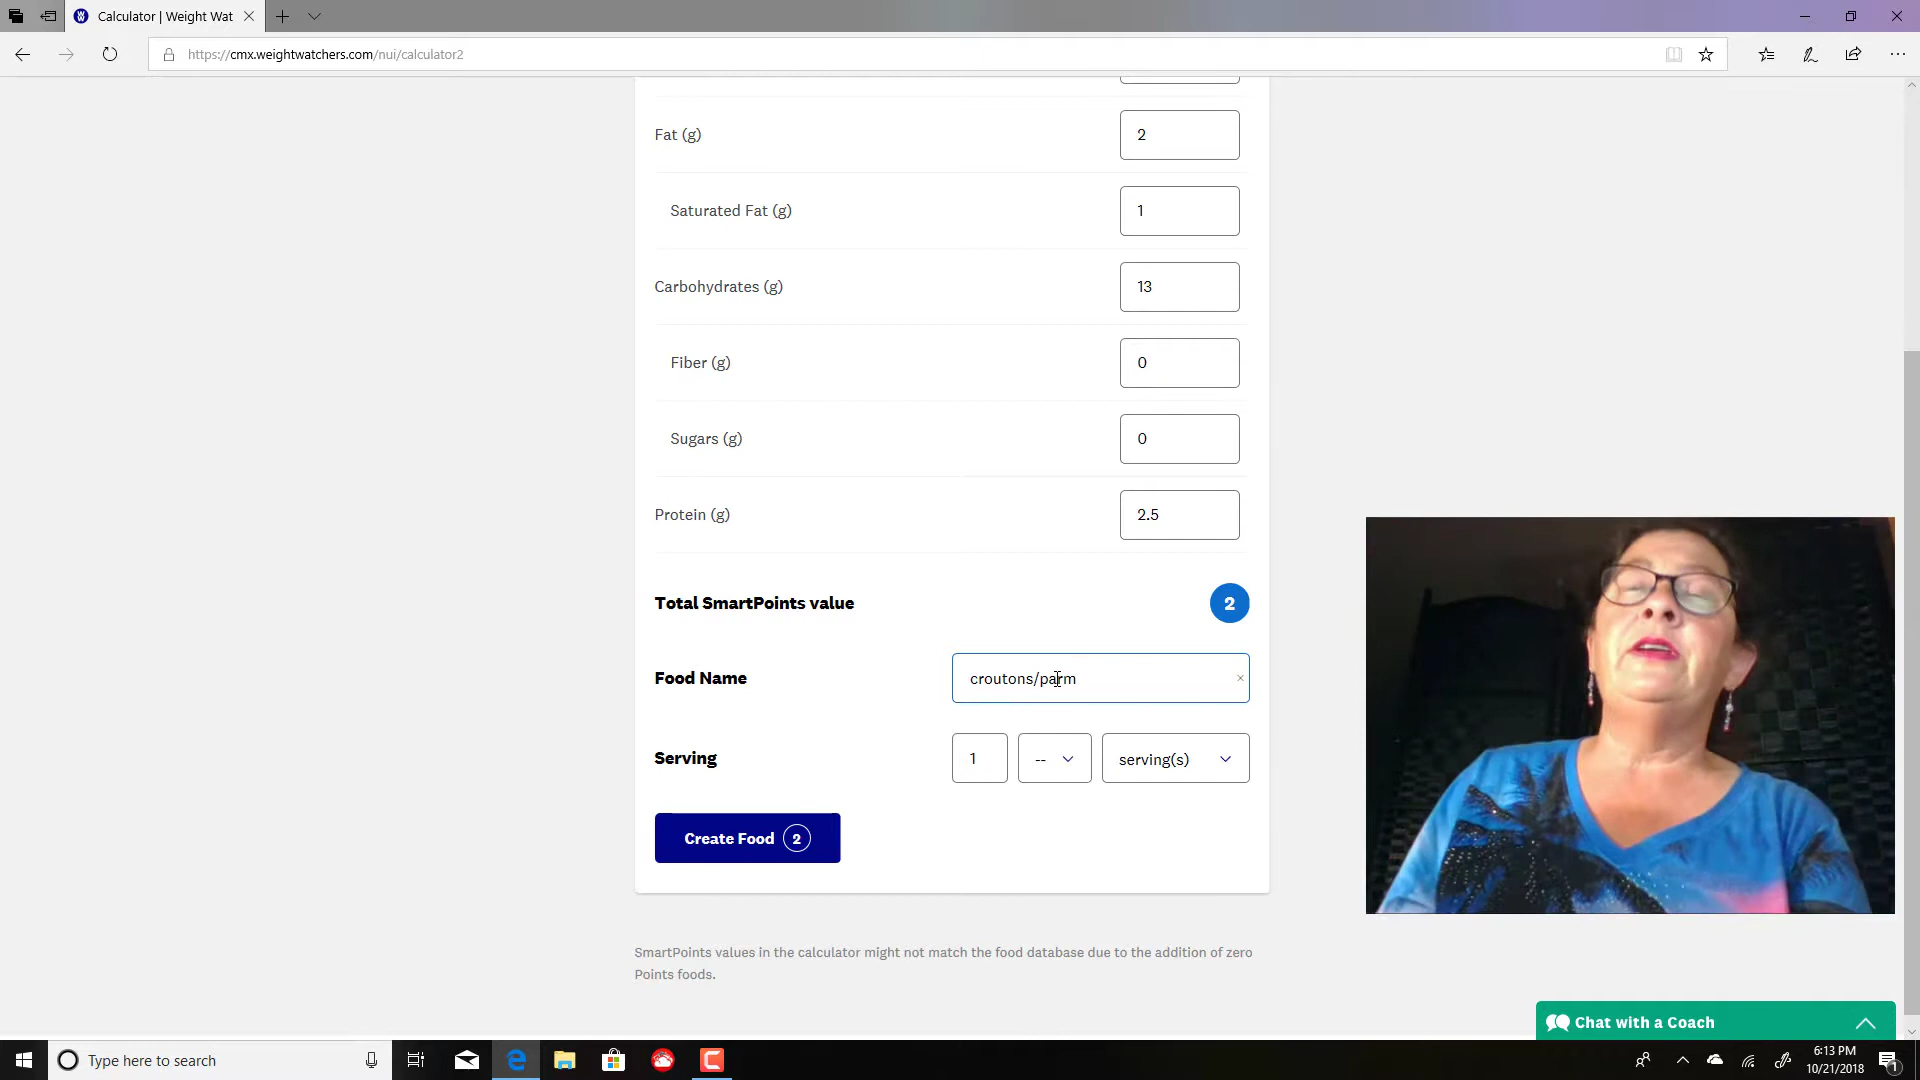 Calculator | Weight Wat
https://cmx.weightwatchers.com/nui/calculator2
Fat (g)
2
Saturated Fat (g)
1
Carbohydrates (g)
13
Fiber (g)
0
Sugars (g)
0
Protein (g)
2.5
Total SmartPoints value
2
Food Name
croutons/parm
Serving
1
--
serving(s)
Create Food 2
SmartPoints values in the calculator might not match the food database due to the addition of zero
Points foods.
Chat with a Coach
Type here to search
6:13 PM
10/21/2018
1